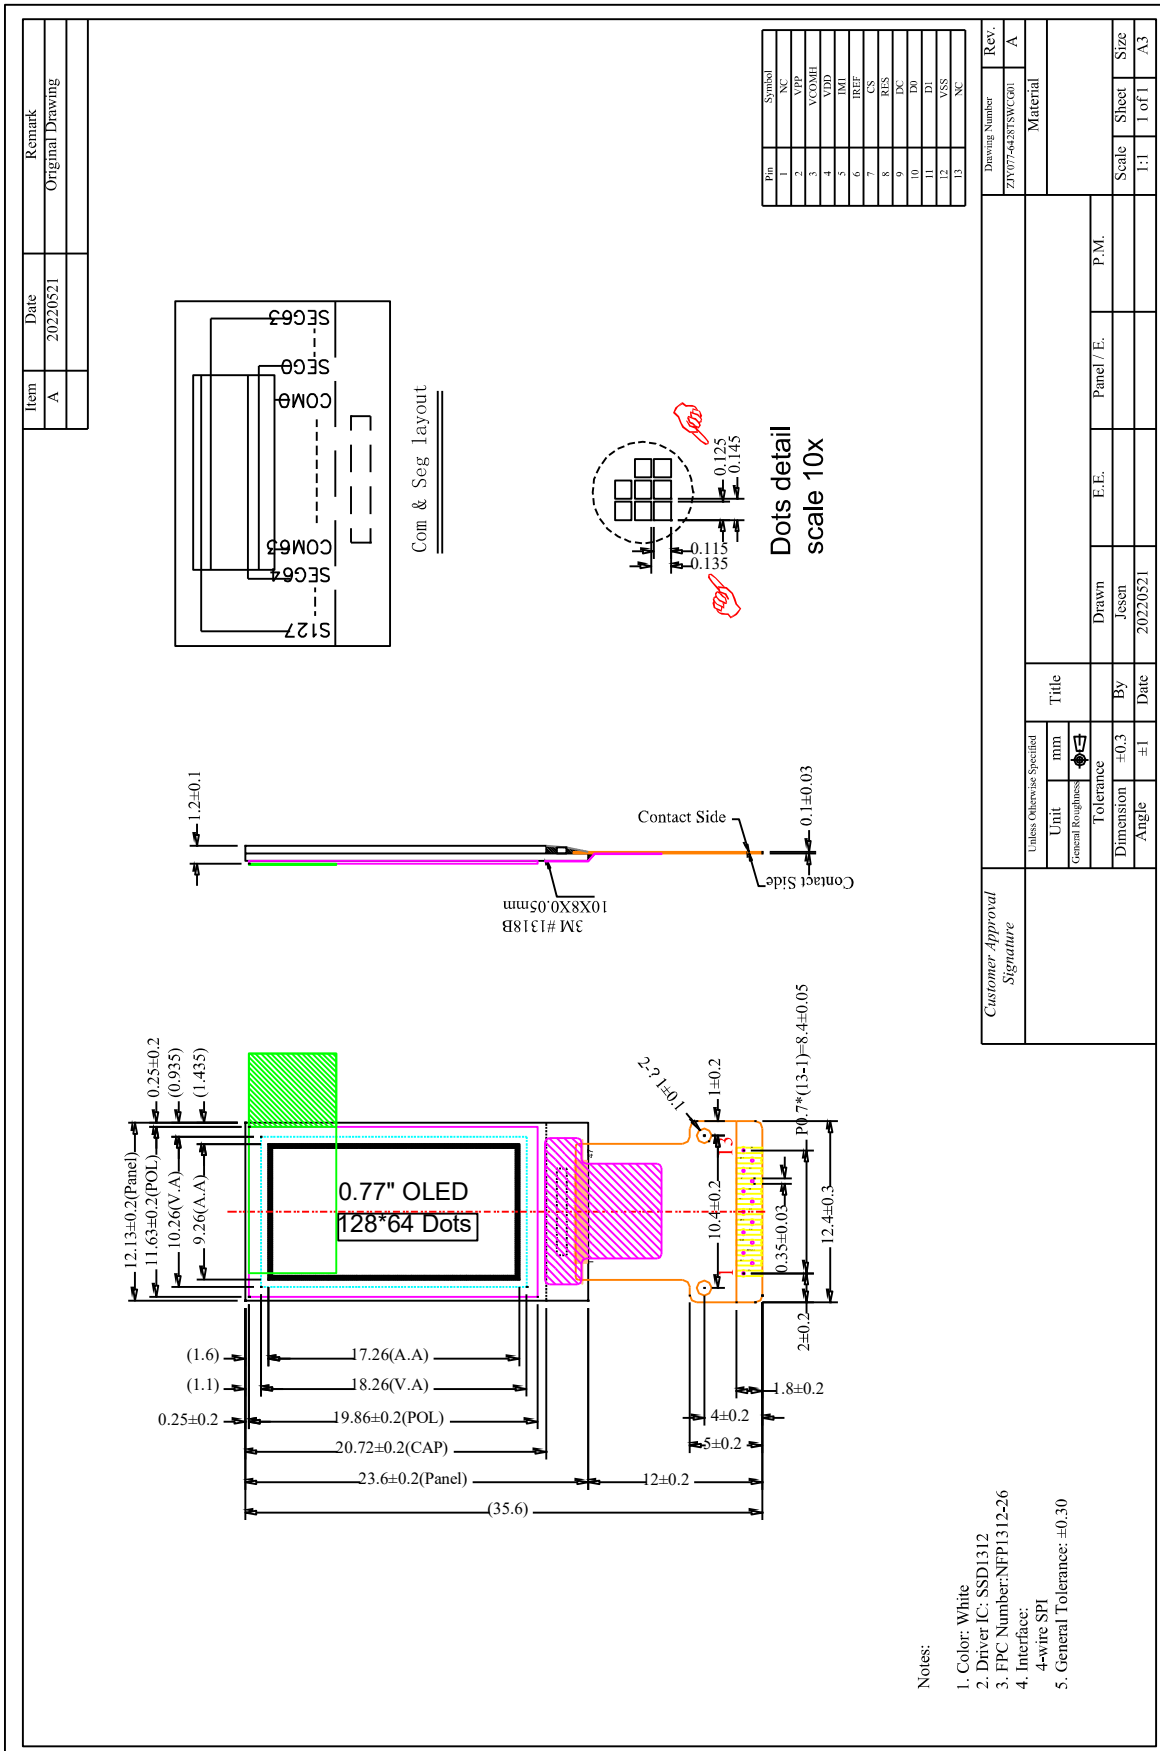 Item Date Remark
A 20220521 Original Drawing
SEG63
SEG0
COM0
COM63
SEG64
S127
Com & Seg layout
Pin Symbol
1 NC
2 VPP
3 VCOMH
4 VDD
5 IM1
6 IREF
7 CS
8 RES
9 DC
10 D0
11 D1
12 VSS
13 NC
0.125
0.145
0.115
0.135
Dots detail
scale 10x
1.2±0.1
Contact Side
Contact Side
0.1±0.03
3M #1318B
10X8X0.05mm
12.13±0.2(Panel)
11.63±0.2(POL)
10.26(V.A)
9.26(A.A)
0.25±0.2
(0.935)
(1.435)
0.77" OLED
128*64 Dots
47
1
2-? 1±0.1
1±0.2
P0.7*(13-1)=8.4±0.05
13
1
10.4±0.2
0.35±0.03
12.4±0.3
2±0.2
(1.6) 17.26(A.A)
(1.1) 18.26(V.A)
0.25±0.2 19.86±0.2(POL)
20.72±0.2(CAP)
23.6±0.2(Panel) 12±0.2
(35.6)
1.8±0.2
4±0.2
5±0.2
Notes:
1. Color: White
2. Driver IC: SSD1312
3. FPC Number:NFP1312-26
4. Interface:
4-wire SPI
5. General Tolerance: ±0.30
Customer Approval
Signature
Unless Otherwise Specified
Unit mm
General Roughness
Tolerance
Dimension ±0.3
Angle ±1
Title
By Jesen
Date 20220521
Drawn
E.E.
Panel / E.
P.M.
Drawing Number Rev.
ZJY077-6428TSWCG01 A
Material
Scale Sheet Size
1:1 1 of 1 A3